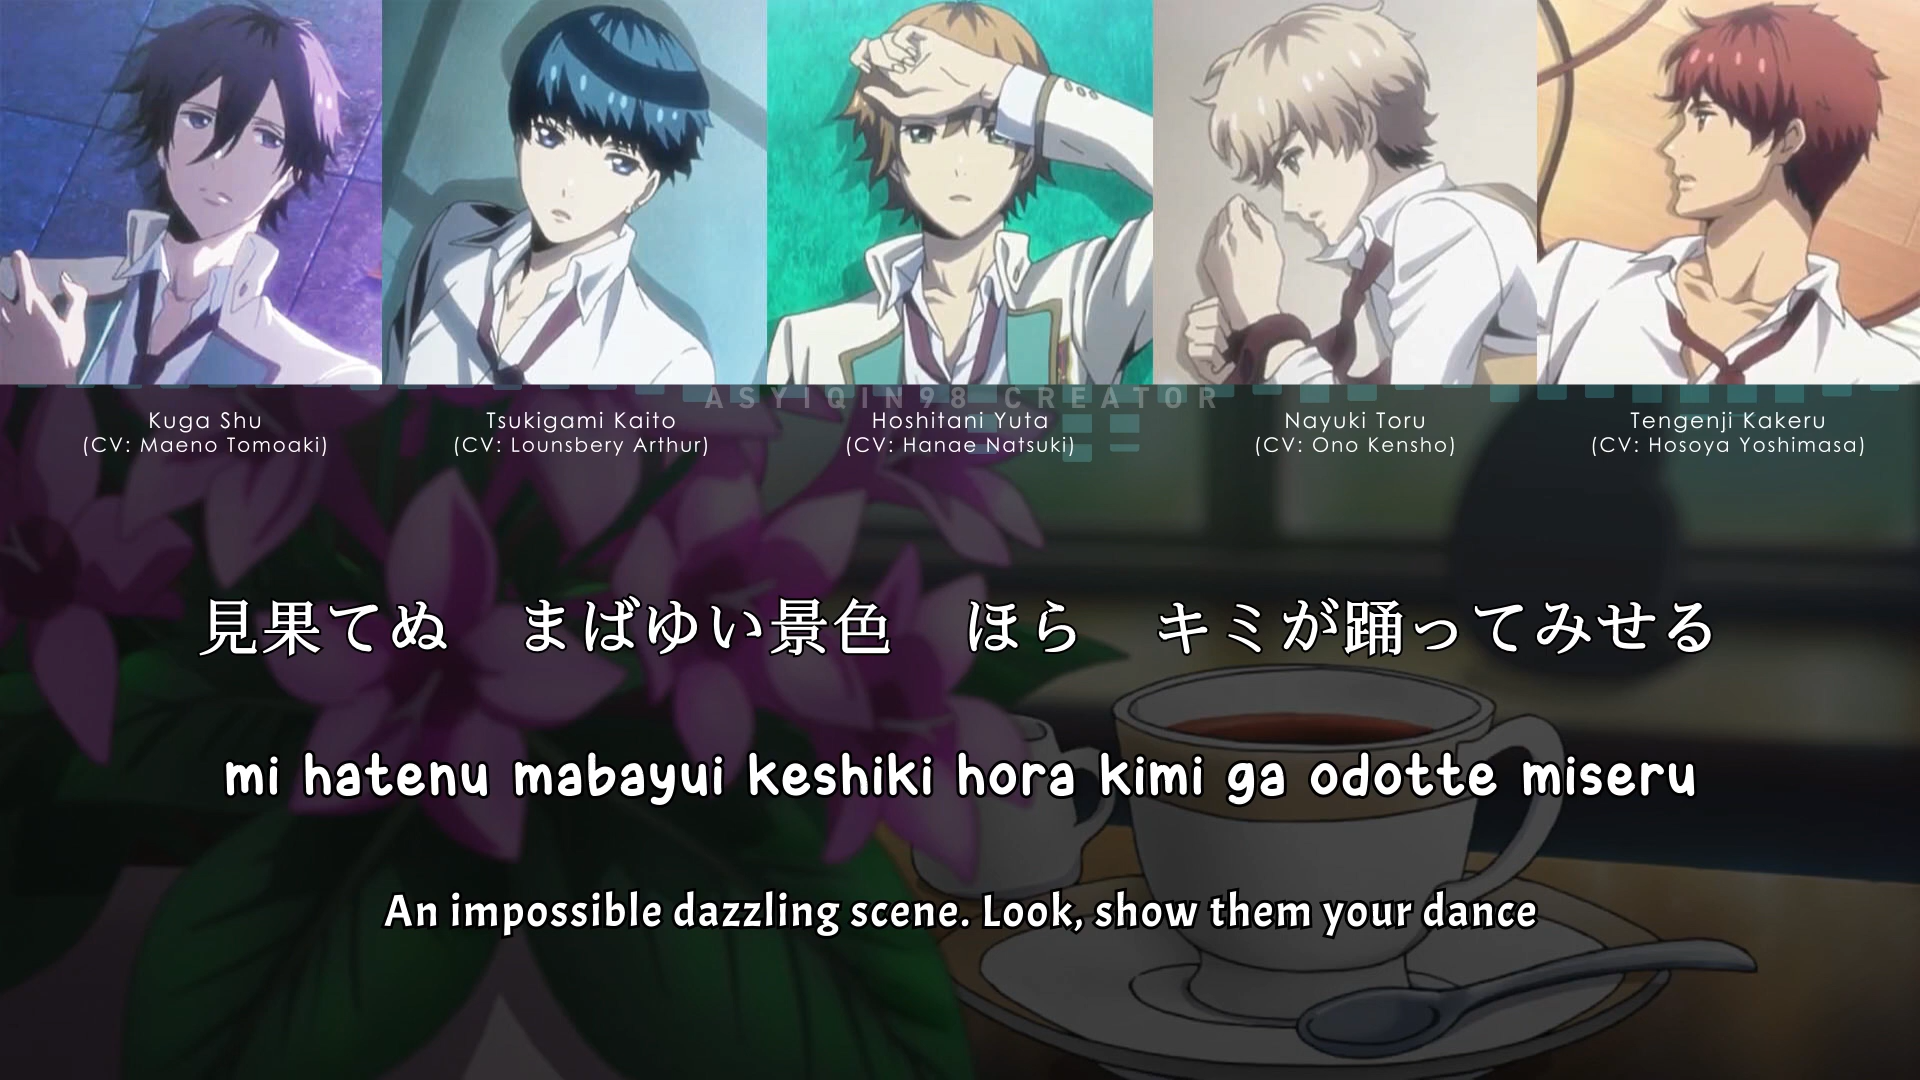 ASYIQIN98 CREATOR
Kuga Shu
(CV: Maeno Tomoaki)
Tsukigami Kaito
(CV: Lounsbery Arthur)
Hoshitani Yuta
(CV: Hanae Natsuki)
Nayuki Toru
(CV: Ono Kensho)
Tengenji Kakeru
(CV: Hosoya Yoshimasa)
見果てぬ　まばゆい景色　ほら　キミが踊ってみせる
mi hatenu mabayui keshiki hora kimi ga odotte miseru
An impossible dazzling scene. Look, show them your dance